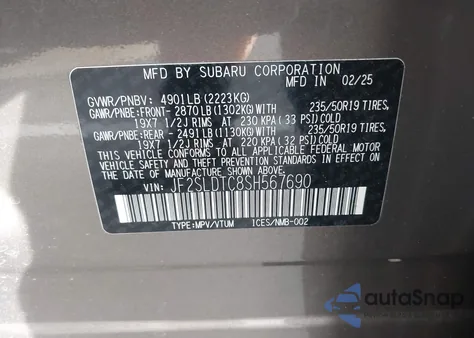 MFD BY SUBARU CORPORATION
MFD IN 02/25
GVWR/PNBV: 4901LB (2223KG)
GAWR/PNBE:FRONT- 2870LB(1302KG)WITH 235/50R19 TIRES,
19X7 1/2J RIMS AT 230 KPA (33 PSI)COLD
GAWR/PNBE:REAR - 2491LB(1130KG)WITH 235/50R19 TIRES,
19X7 1/2J RIMS AT 220 KPA (32 PSI)COLD
THIS VEHICLE CONFORMS TO ALL APPLICABLE FEDERAL MOTOR
VEHICLE SAFETY, BUMPER, AND THEFT PREVENTION STANDARDS IN EFFECT ON THE
DATE OF MANUFACTURE SHOWN ABOVE.
VIN: JF2SLDTC8SH567690
TYPE:MPV/VTUM ICES/NMB-002
autoSnap